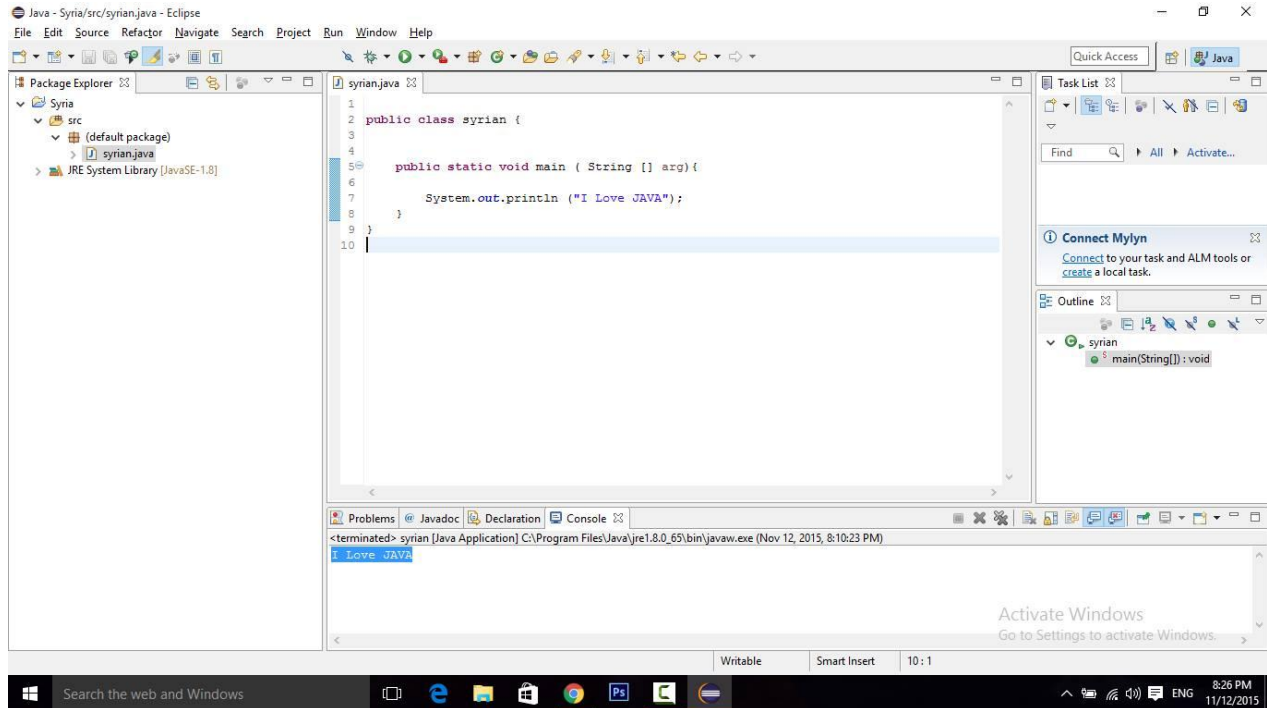 Java - Syria/src/syrian.java - Eclipse
File Edit Source Refactor Navigate Search Project Run Window Help
Quick Access Java
Package Explorer
Syria
src
(default package)
syrian.java
JRE System Library [JavaSE-1.8]
syrian.java
1
2 public class syrian {
3
4
5 public static void main ( String [] arg){
6
7 System.out.println ("I Love JAVA");
8 }
9 }
10
Task List
Find All Activate...
Connect Mylyn
Connect to your task and ALM tools or
create a local task.
Outline
syrian
main(String[]) : void
Problems Javadoc Declaration Console
<terminated> syrian [Java Application] C:\Program Files\Java\jre1.8.0_65\bin\javaw.exe (Nov 12, 2015, 8:10:23 PM)
I Love JAVA
Activate Windows
Go to Settings to activate Windows.
Writable Smart Insert 10 : 1
Search the web and Windows
Ps
ENG
8:26 PM
11/12/2015